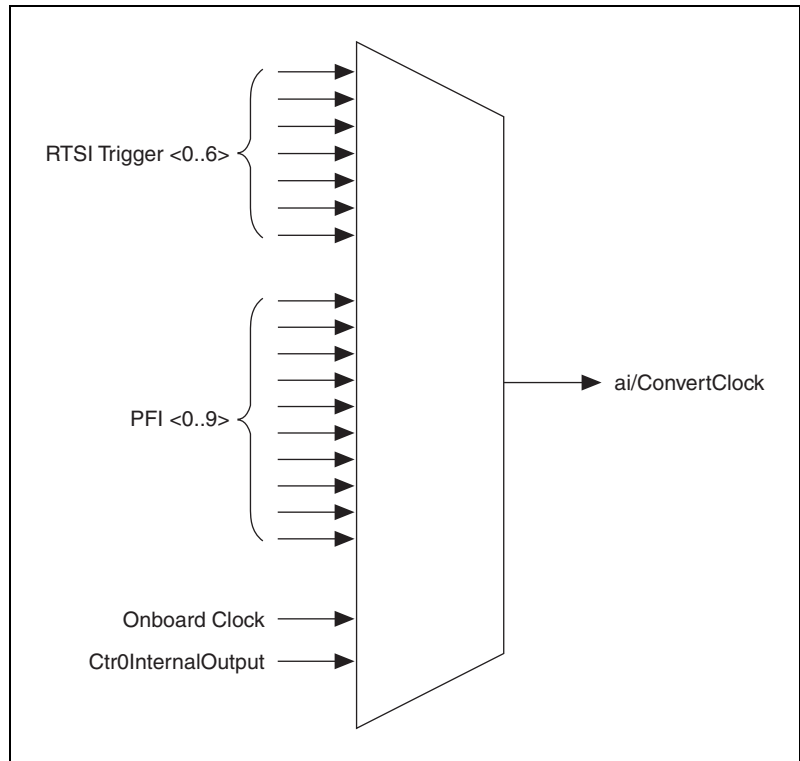 RTSI Trigger <0..6>
PFI <0..9>
ai/ConvertClock
Onboard Clock
Ctr0InternalOutput